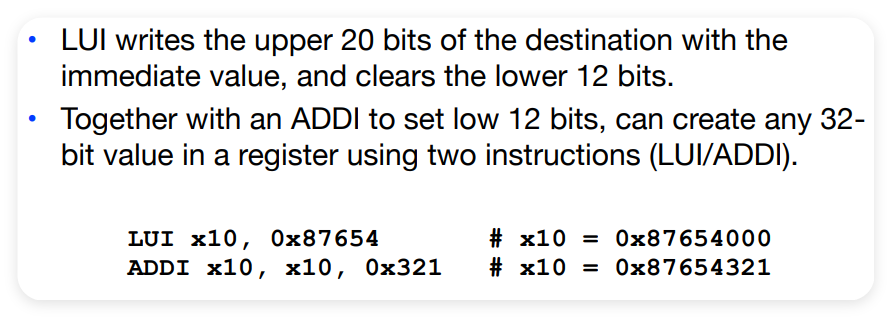 • LUI writes the upper 20 bits of the destination with the
immediate value, and clears the lower 12 bits.
• Together with an ADDI to set low 12 bits, can create any 32-
bit value in a register using two instructions (LUI/ADDI).
LUI x10, 0x87654 # x10 = 0x87654000
ADDI x10, x10, 0x321 # x10 = 0x87654321